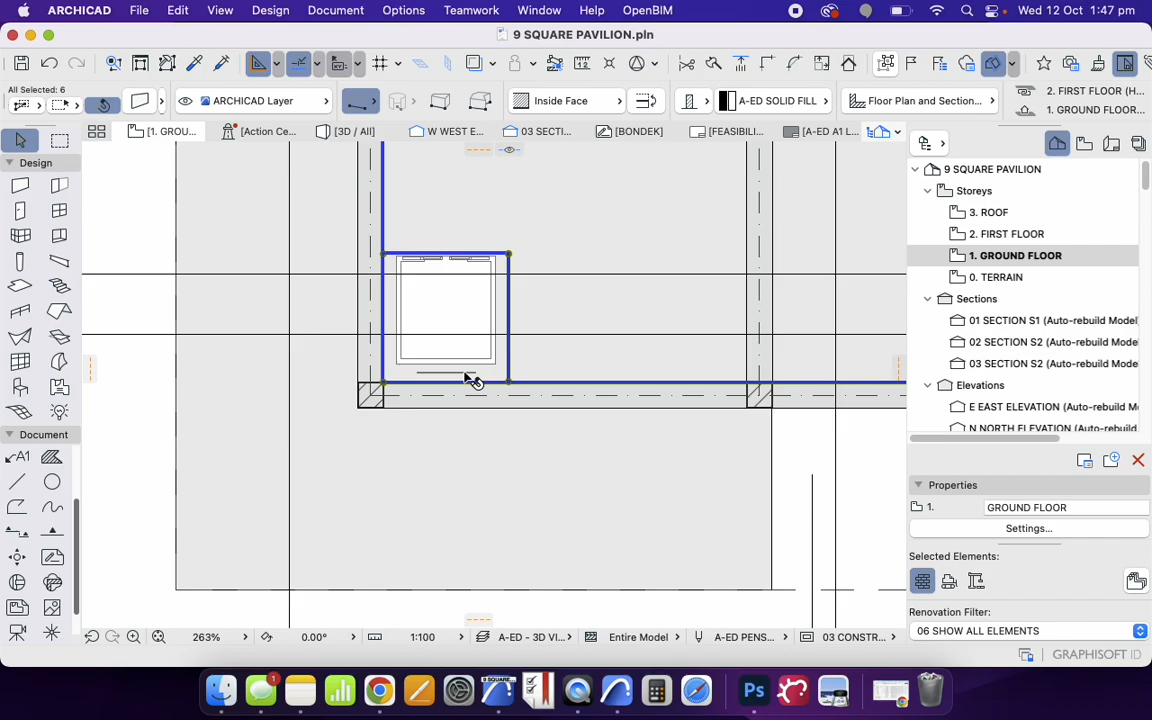 ARCHICAD File Edit View Design Document Options Teamwork Window Help OpenBIM Wed 12 Oct 1:47 pm
9 SQUARE PAVILION.pln
All Selected: 6
ARCHICAD Layer
Inside Face
A-ED SOLID FILL
Floor Plan and Section...
2. FIRST FLOOR (H...
1. GROUND FLOOR...
[1. GROU...
[Action Ce...
[3D / All]
W WEST E...
03 SECTI...
[BONDEK]
[FEASIBILI...
[A-ED A1 L...
Design
Document
A1
9 SQUARE PAVILION
Storeys
3. ROOF
2. FIRST FLOOR
1. GROUND FLOOR
0. TERRAIN
Sections
01 SECTION S1 (Auto-rebuild Model
02 SECTION S2 (Auto-rebuild Model
03 SECTION S2 (Auto-rebuild Model
Elevations
E EAST ELEVATION (Auto-rebuild M
N NORTH ELEVATION (Auto-rebuild
Properties
1. GROUND FLOOR
Settings...
Selected Elements:
Renovation Filter:
06 SHOW ALL ELEMENTS
263% 0.00° 1:100 A-ED - 3D VI... Entire Model A-ED PENS... 03 CONSTR...
GRAPHISOFT ID
1
9 SQUARE
Ps